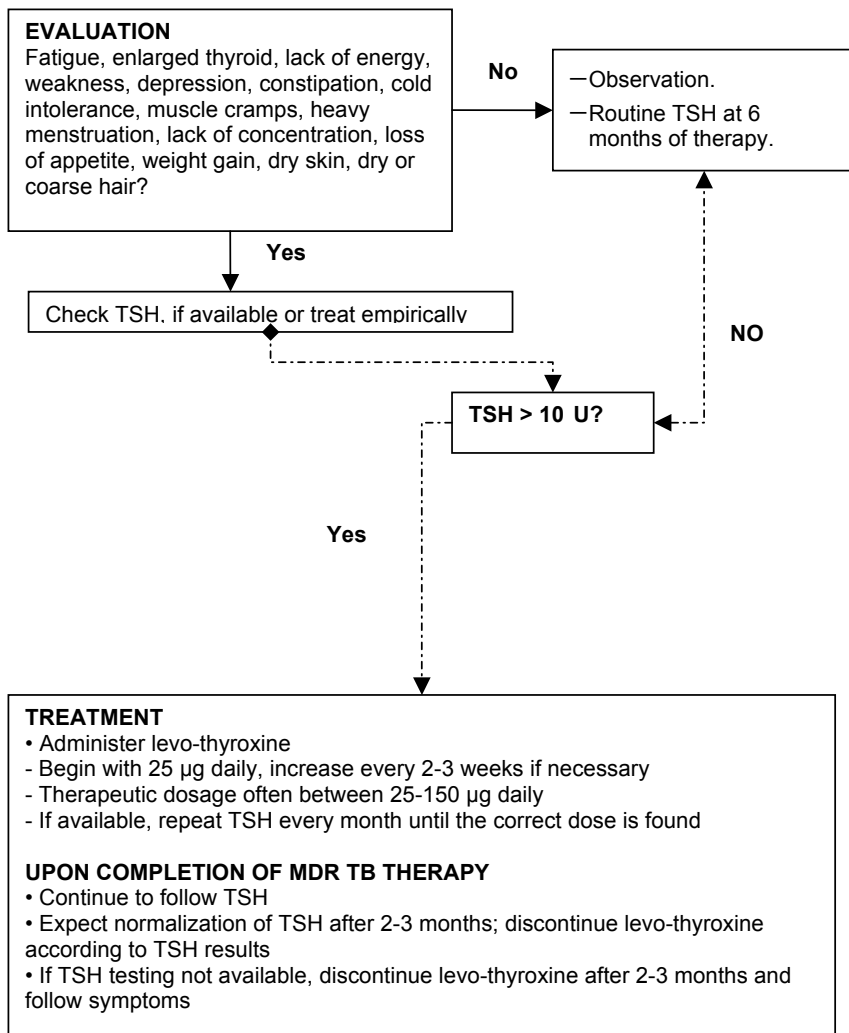 EVALUATION
Fatigue, enlarged thyroid, lack of energy,
weakness, depression, constipation, cold
intolerance, muscle cramps, heavy
menstruation, lack of concentration, loss
of appetite, weight gain, dry skin, dry or
coarse hair?
No
—Observation.
—Routine TSH at 6
months of therapy.
Yes
Check TSH, if available or treat empirically
NO
TSH > 10 U?
Yes
TREATMENT
• Administer levo-thyroxine
- Begin with 25 µg daily, increase every 2-3 weeks if necessary
- Therapeutic dosage often between 25-150 µg daily
- If available, repeat TSH every month until the correct dose is found
UPON COMPLETION OF MDR TB THERAPY
• Continue to follow TSH
• Expect normalization of TSH after 2-3 months; discontinue levo-thyroxine
according to TSH results
• If TSH testing not available, discontinue levo-thyroxine after 2-3 months and
follow symptoms